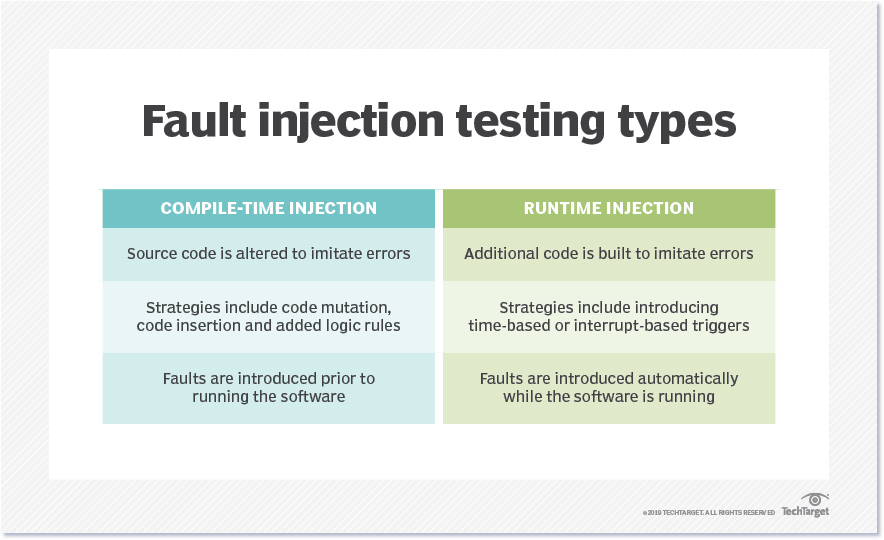 Fault injection testing types
COMPILE-TIME INJECTION
Source code is altered to imitate errors
Strategies include code mutation,
code insertion and added logic rules
Faults are introduced prior to
running the software
RUNTIME INJECTION
Additional code is built to imitate errors
Strategies include introducing
time-based or interrupt-based triggers
Faults are introduced automatically
while the software is running
©2019 TECHTARGET. ALL RIGHTS RESERVED
TechTarget